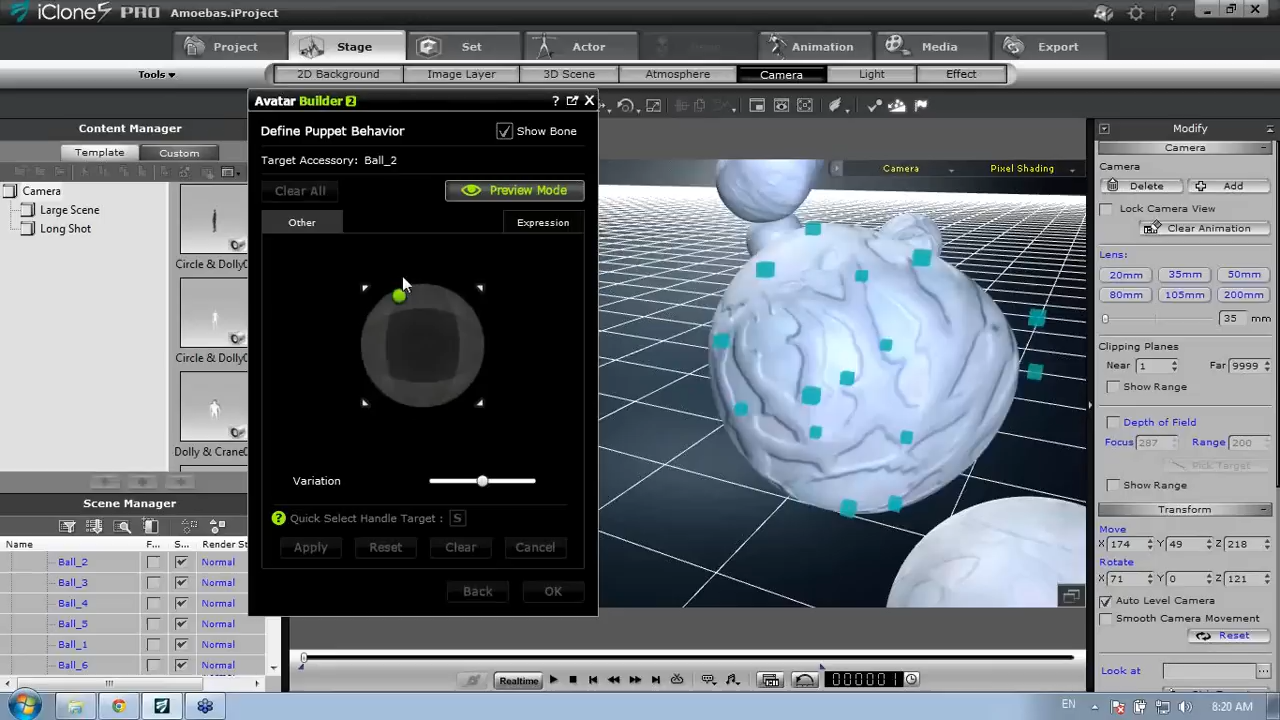 iClone5 PRO Amoebas.iProject
Project Stage Set Actor Animation Media Export
Tools 2D Background Image Layer 3D Scene Atmosphere Camera Light Effect
Avatar Builder 2 ?
Define Puppet Behavior Show Bone
Target Accessory: Ball_2
Clear All Preview Mode
Other Expression
Variation
? Quick Select Handle Target : S
Apply Reset Clear Cancel
Back OK
Content Manager
Template Custom
Camera
Large Scene
Long Shot
Circle & Dolly
Circle & Dolly
Dolly & Crane
Scene Manager
Name F... S... Render St
Ball_2 Normal
Ball_3 Normal
Ball_4 Normal
Ball_5 Normal
Ball_1 Normal
Ball_6 Normal
Camera Pixel Shading
Modify
Camera
Delete Add
Lock Camera View
Clear Animation
Lens:
20mm 35mm 50mm
80mm 105mm 200mm
35 mm
Clipping Planes
Near 1 Far 9999
Show Range
Depth of Field
Focus 287 Range 200
Pick Target
Show Range
Transform
Move
X 174 Y 49 Z 218
Rotate
X 71 Y 0 Z 121
Auto Level Camera
Smooth Camera Movement
Reset
Look at
Realtime 000001
EN 8:20 AM